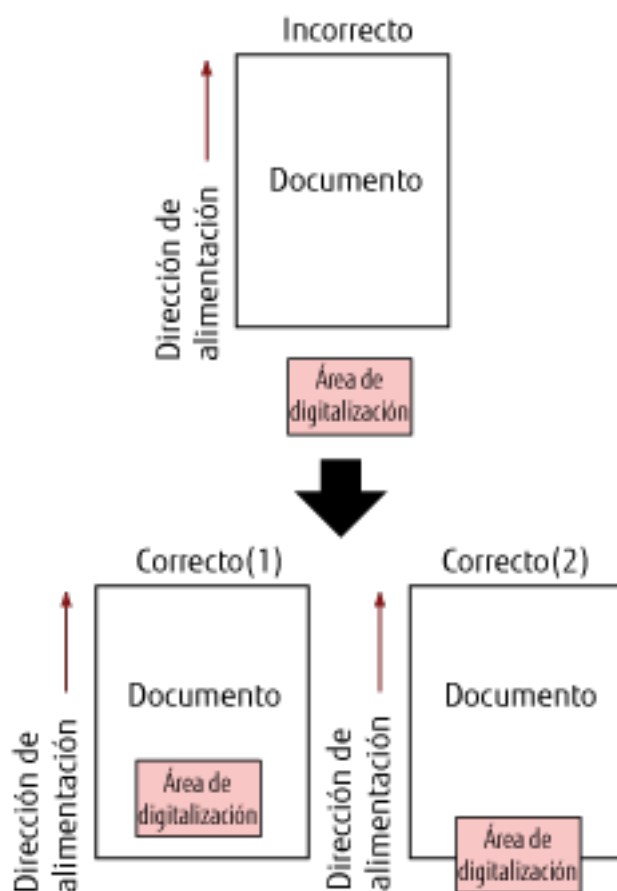 Incorrecto
Documento
Dirección de
alimentación
Área de
digitalización
Correcto(1)
Correcto(2)
Documento
Documento
Dirección de
alimentación
Dirección de
alimentación
Área de
digitalización
Área de
digitalización